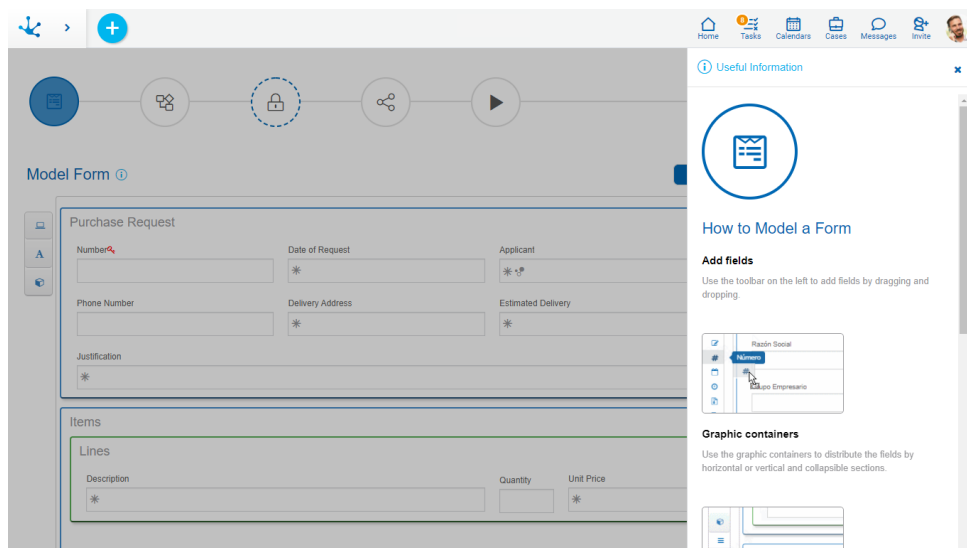 8
Home Tasks Calendars Cases Messages Invite
Useful Information
Model Form
Purchase Request
Number Date of Request Applicant
Phone Number Delivery Address Estimated Delivery
Justification
Items
Lines
Description Quantity Unit Price
How to Model a Form
Add fields
Use the toolbar on the left to add fields by dragging and
dropping.
Razón Social
Número
upo Empresario
Graphic containers
Use the graphic containers to distribute the fields by
horizontal or vertical and collapsible sections.